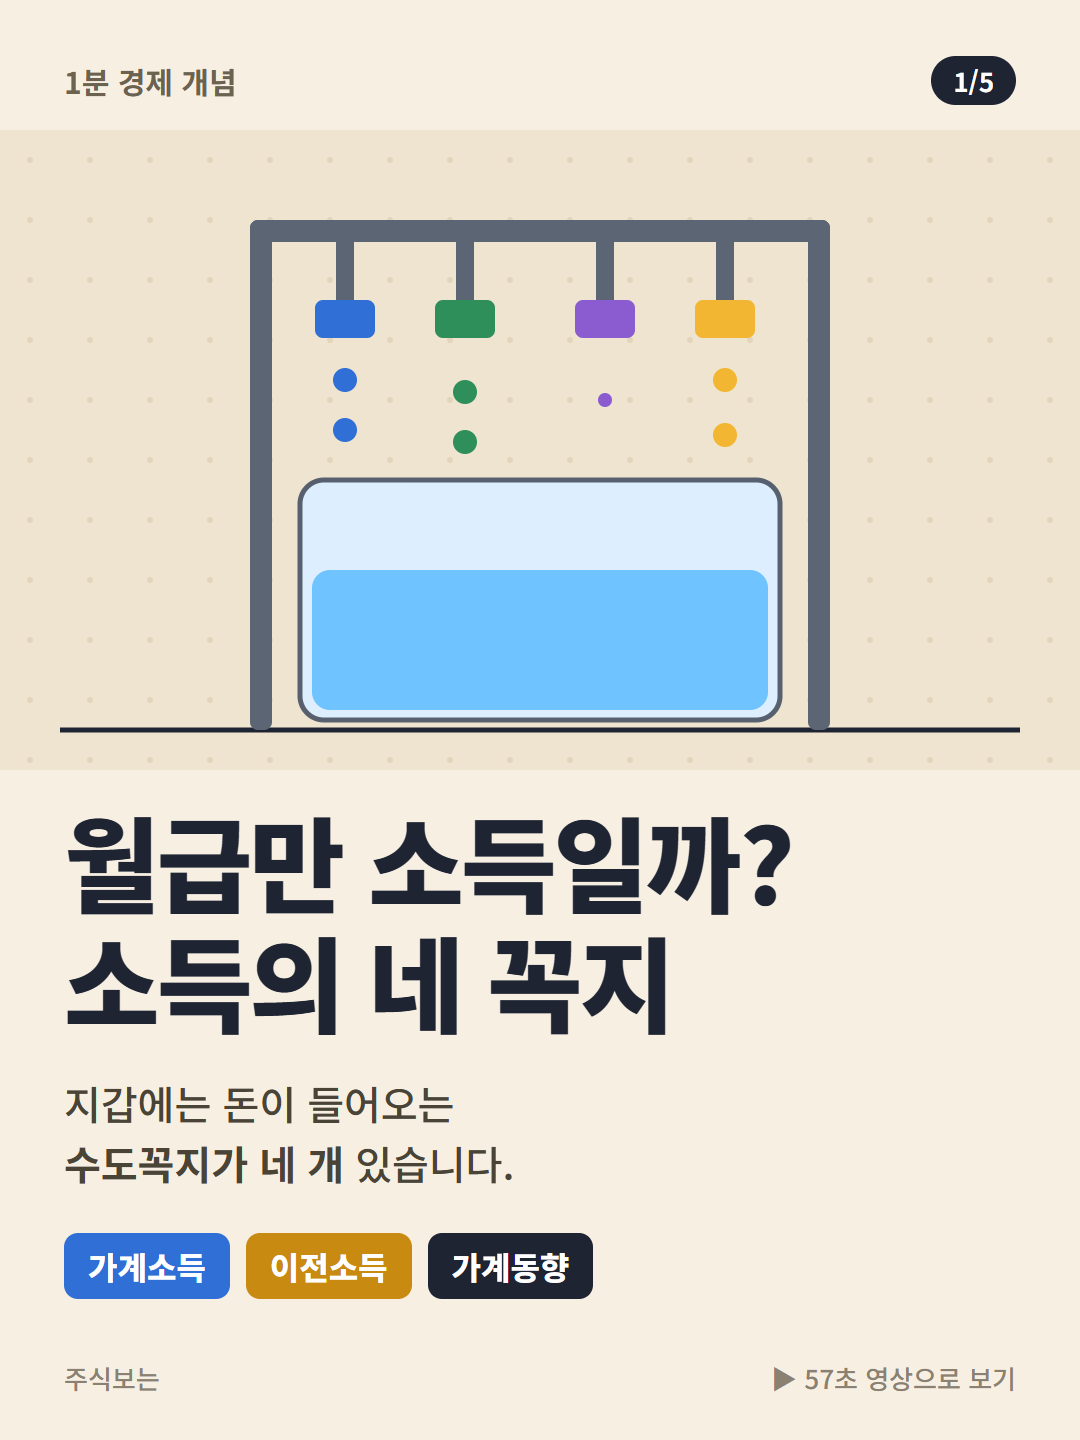 1분 경제 개념
1/5
월급만 소득일까?
소득의 네 꼭지
지갑에는 돈이 들어오는
수도꼭지가 네 개 있습니다.
가계소득
이전소득
가계동향
주식보는
▶ 57초 영상으로 보기